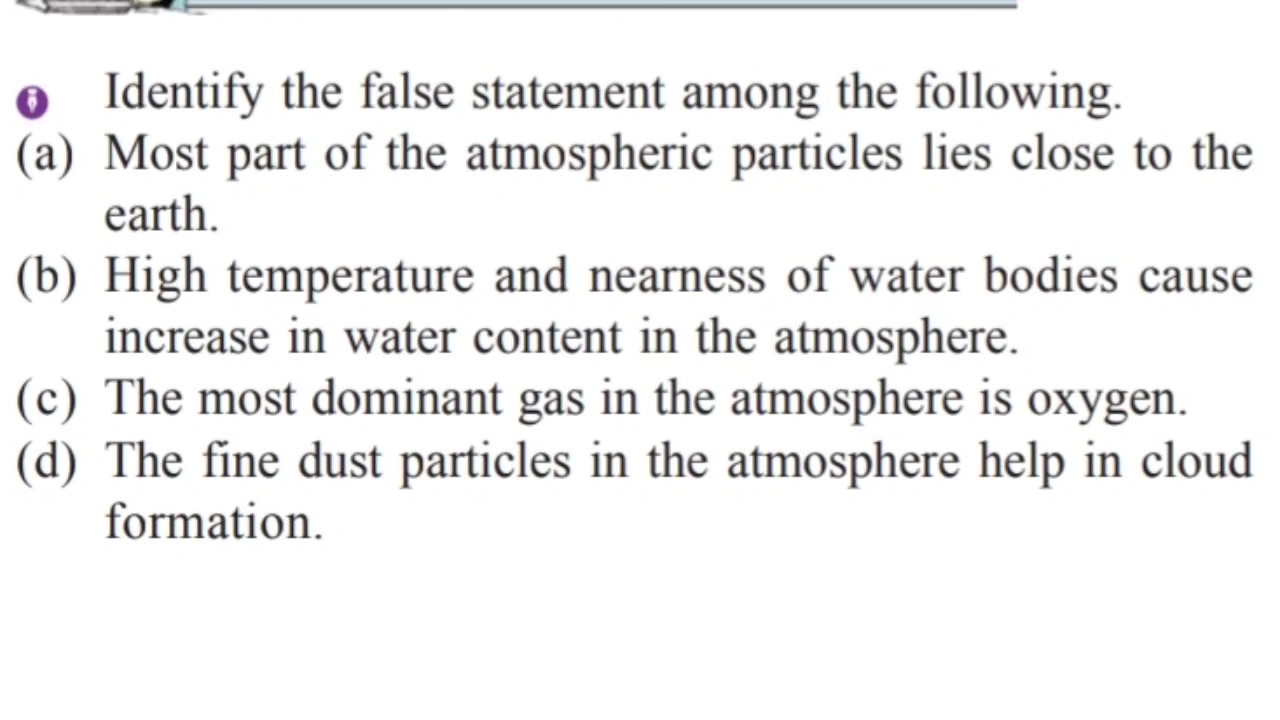 Identify the false statement among the following.
(a) Most part of the atmospheric particles lies close to the
earth.
(b) High temperature and nearness of water bodies cause
increase in water content in the atmosphere.
(c) The most dominant gas in the atmosphere is oxygen.
(d) The fine dust particles in the atmosphere help in cloud
formation.